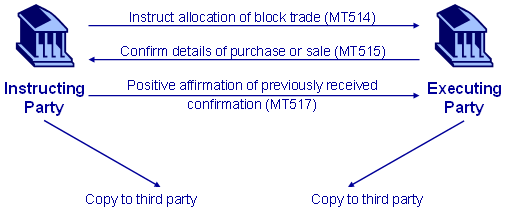 Instruct allocation of block trade (MT514)
Confirm details of purchase or sale (MT515)
Instructing
Party
Positive affirmation of previously received
confirmation (MT517)
Executing
Party
Copy to third party
Copy to third party